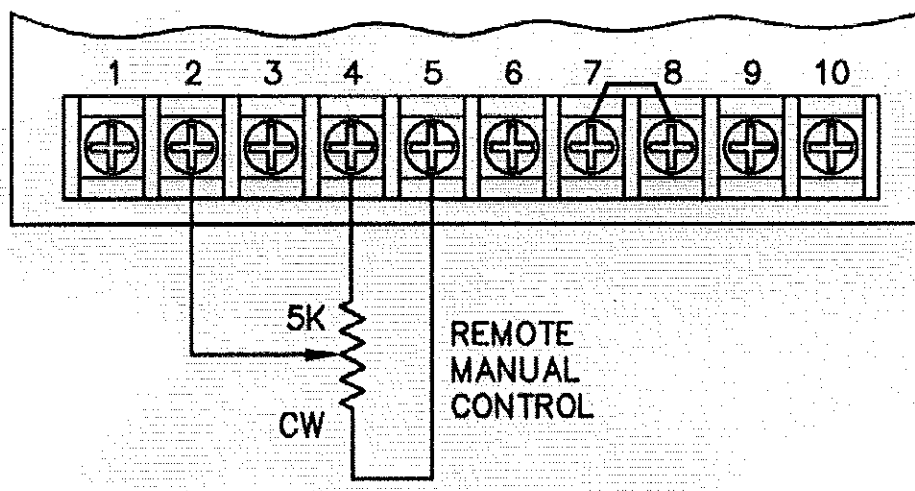 1 2 3 4 5 6 7 8 9 10
5K
REMOTE
MANUAL
CONTROL
CW